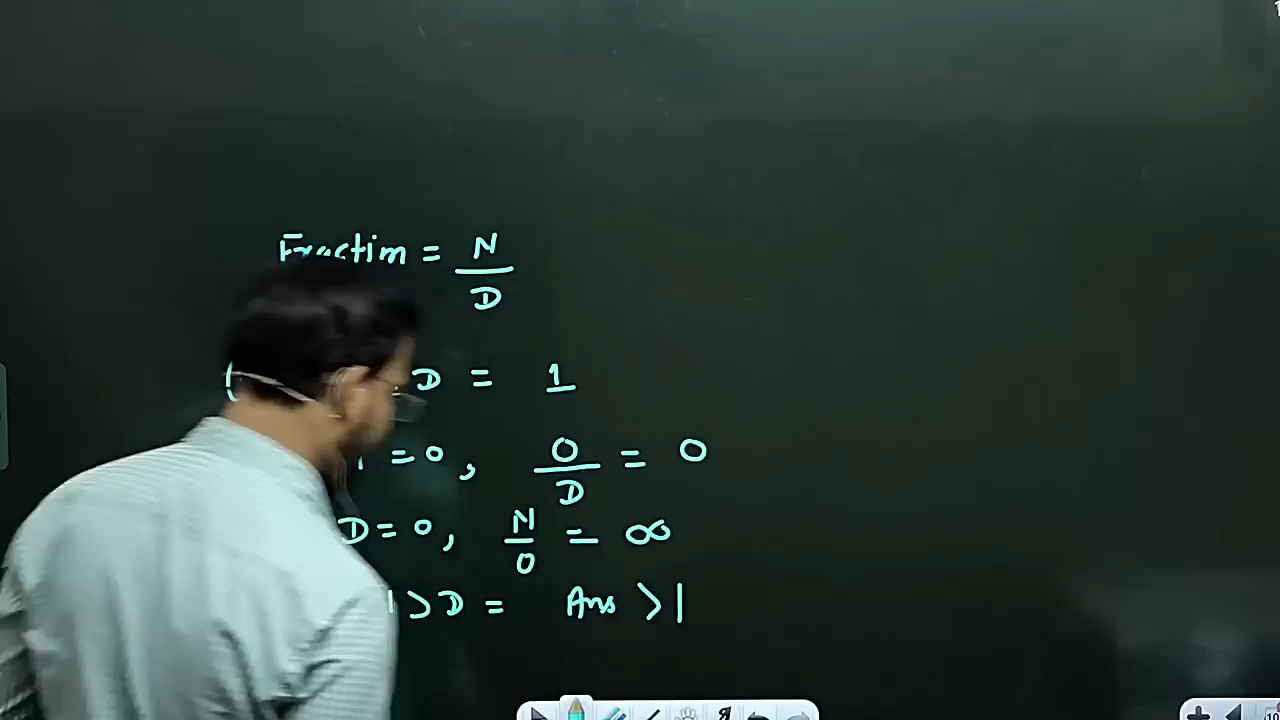 Fraction = N/D
D = 1
= 0, 0/D = 0
D = 0, N/0 = ∞
> D = Ans > 1